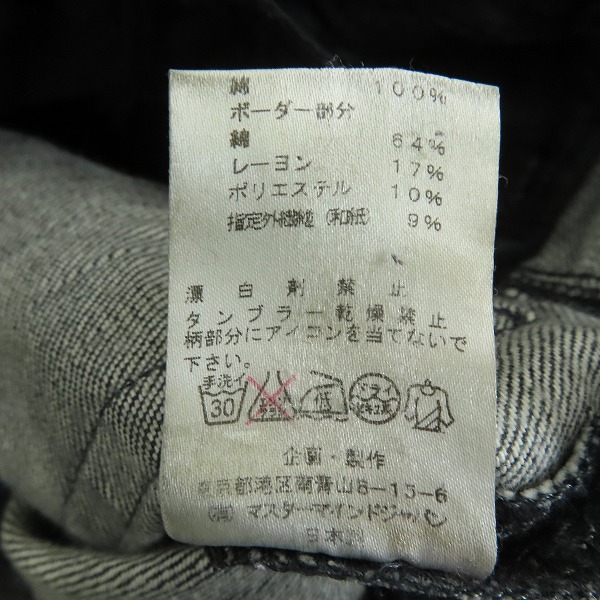 綿 100%
ボーダー部分
綿 64%
レーヨン 17%
ポリエステル 10%
指定外繊維(和紙) 9%
漂白剤禁止
タンブラー乾燥禁止
柄部分にアイロンを当てないで
下さい。
手洗イ
30 低 ドライ
企画・製作
東京都港区南青山6-15-6
(有)マスターマインドジャパン
日本製